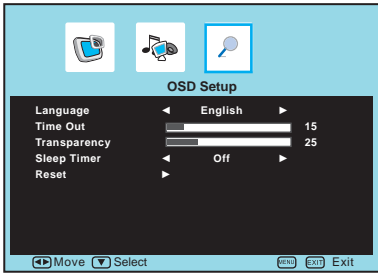 OSD Setup
Language ◄ English ►
Time Out 15
Transparency 25
Sleep Timer ◄ Off ►
Reset ►
◄► Move ▼ Select MENU EXIT Exit